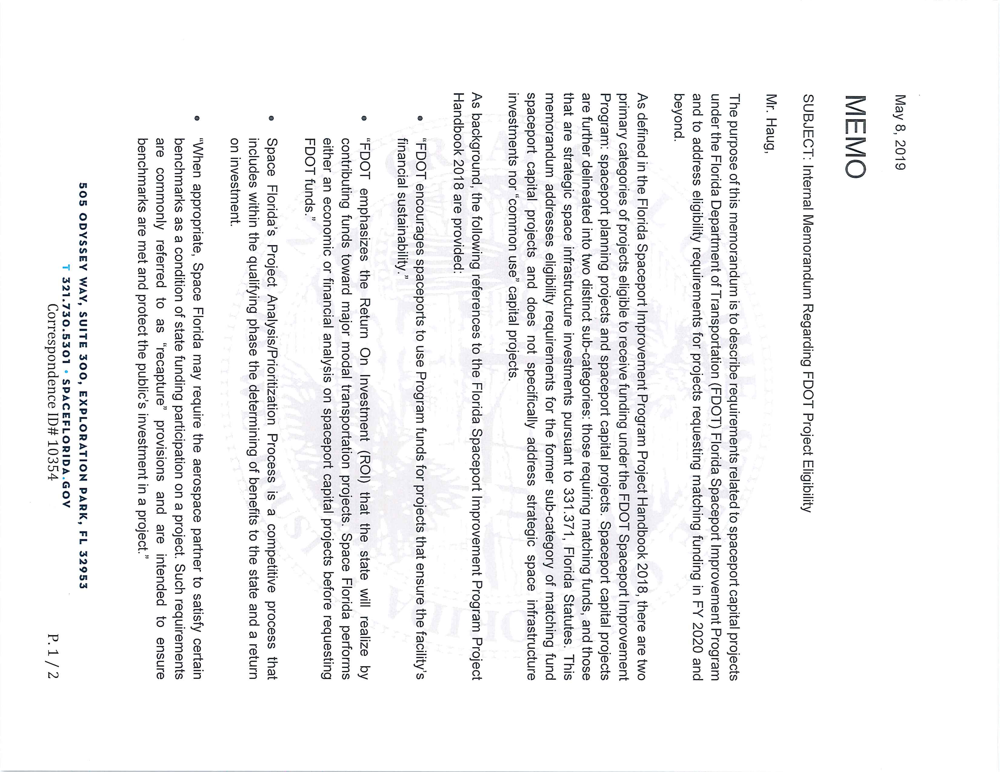 May 8, 2019
MEMO
SUBJECT: Internal Memorandum Regarding FDOT Project Eligibility
Mr. Haug,
The purpose of this memorandum is to describe requirements related to spaceport capital projects
under the Florida Department of Transportation (FDOT) Florida Spaceport Improvement Program
and to address eligibility requirements for projects requesting matching funding in FY 2020 and
beyond.
As defined in the Florida Spaceport Improvement Program Project Handbook 2018, there are two
primary categories of projects eligible to receive funding under the FDOT Spaceport Improvement
Program: spaceport planning projects and spaceport capital projects. Spaceport capital projects
are further delineated into two distinct sub-categories: those requiring matching funds, and those
that are strategic space infrastructure investments pursuant to 331.371, Florida Statutes. This
memorandum addresses eligibility requirements for the former sub-category of matching fund
spaceport capital projects and does not specifically address strategic space infrastructure
investments nor “common use” capital projects.
As background, the following references to the Florida Spaceport Improvement Program Project
Handbook 2018 are provided:
• “FDOT encourages spaceports to use Program funds for projects that ensure the facility’s
financial sustainability.”
• “FDOT emphasizes the Return On Investment (ROI) that the state will realize by
contributing funds toward major modal transportation projects. Space Florida performs
either an economic or financial analysis on spaceport capital projects before requesting
FDOT funds.”
• Space Florida’s Project Analysis/Prioritization Process is a competitive process that
includes within the qualifying phase the determining of benefits to the state and a return
on investment.
• “When appropriate, Space Florida may require the aerospace partner to satisfy certain
benchmarks as a condition of state funding participation on a project. Such requirements
are commonly referred to as “recapture” provisions and are intended to ensure
benchmarks are met and protect the public’s investment in a project.”
505 ODYSSEY WAY, SUITE 300, EXPLORATION PARK, FL 32953
T 321.730.5301 • SPACEFLORIDA.GOV
Correspondence ID# 10354
P. 1 / 2